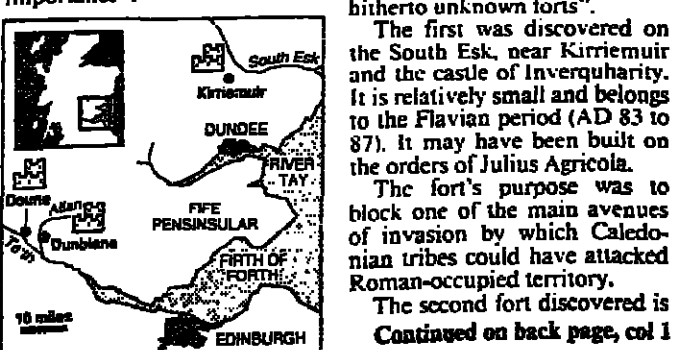 hitherto unknown forts".
The first was discovered on
the South Esk, near Kirriemuir
and the castle of Inverquharity.
It is relatively small and belongs
to the Flavian period (AD 83 to
87). It may have been built on
the orders of Julius Agricola.
The fort's purpose was to
block one of the main avenues
of invasion by which Caledo-
nian tribes could have attacked
Roman-occupied territory.
The second fort discovered is
Continued on back page, col 1
South Esk
Kirriemuir
DUNDEE
RIVER
TAY
Doune
Allan
Dunblane
Teith
FIFE
PENSINSULAR
FIRTH OF
FORTH
10 miles
EDINBURGH